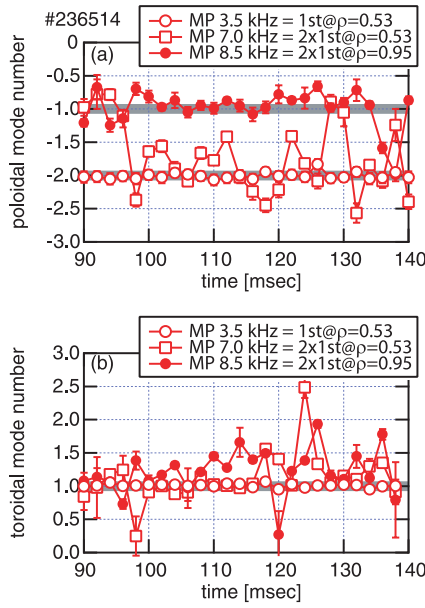 #236514
MP 3.5 kHz = 1st@ρ=0.53
MP 7.0 kHz = 2x1st@ρ=0.53
MP 8.5 kHz = 2x1st@ρ=0.95
(a)
poloidal mode number
-0
-0.5
-1.0
-1.5
-2.0
-2.5
-3.0
90 100 110 120 130 140
time [msec]
MP 3.5 kHz = 1st@ρ=0.53
MP 7.0 kHz = 2x1st@ρ=0.53
MP 8.5 kHz = 2x1st@ρ=0.95
(b)
toroidal mode number
3.0
2.5
2.0
1.5
1.0
0.5
0.0
90 100 110 120 130 140
time [msec]